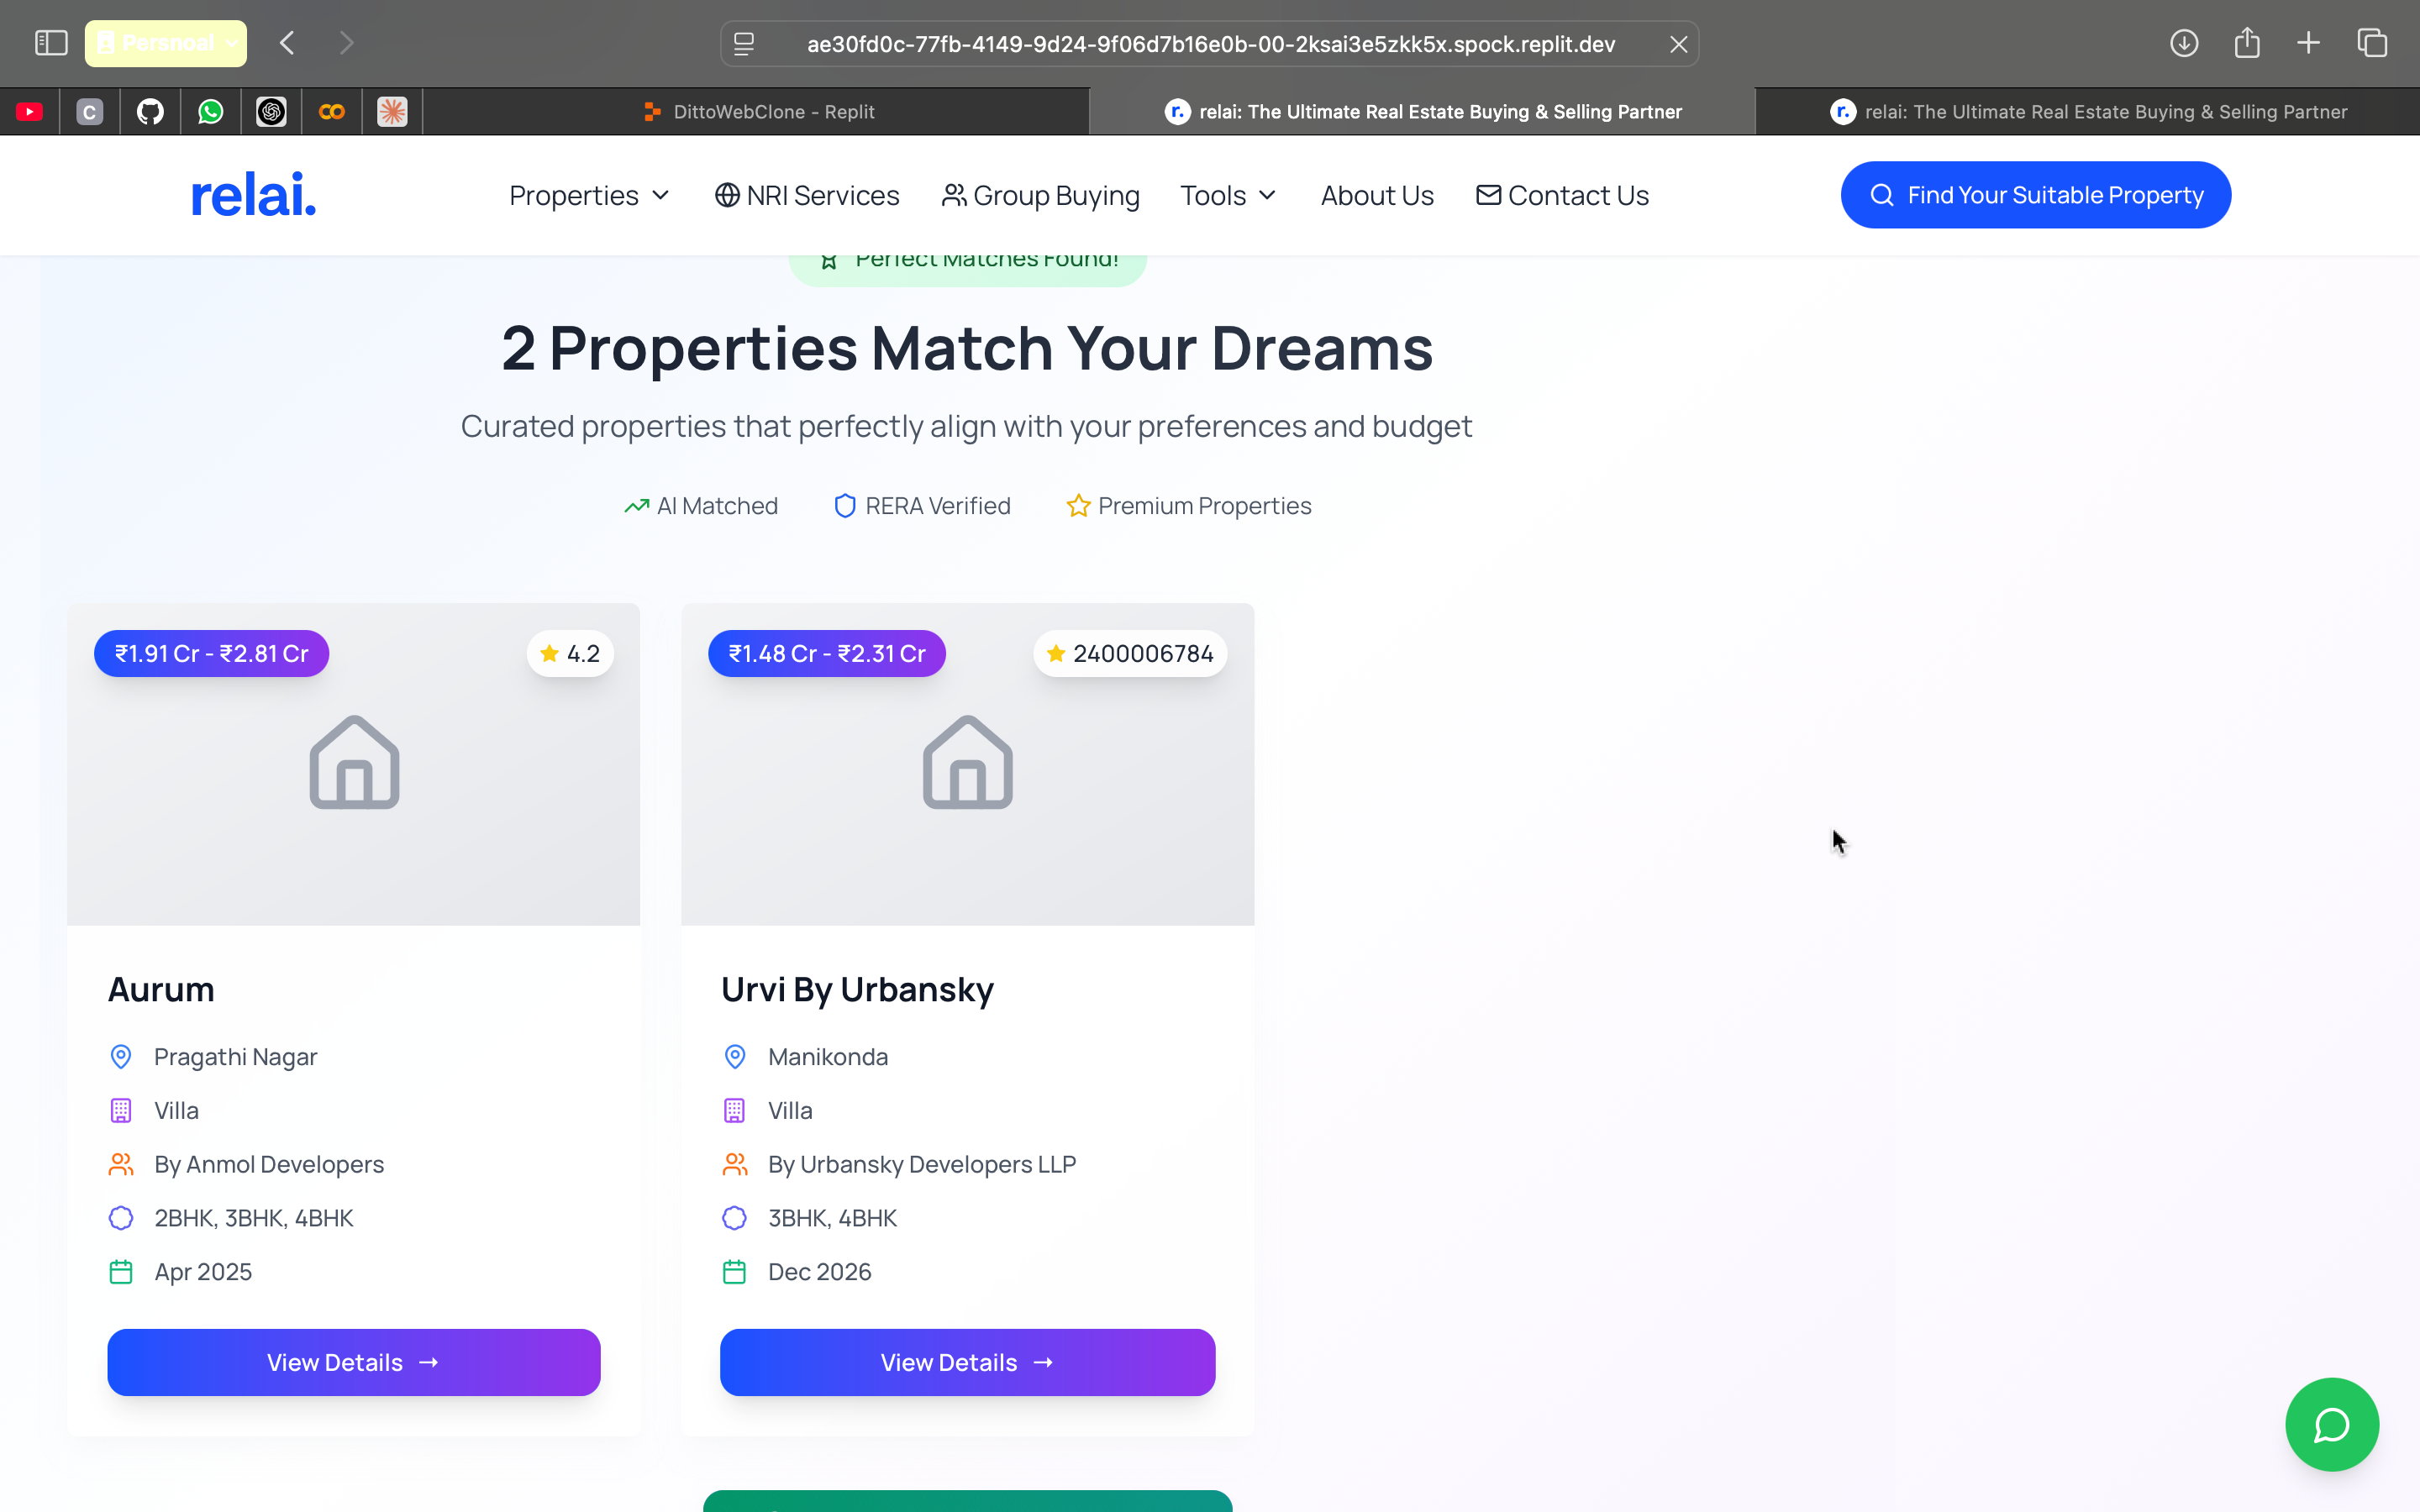 Persnoal
ae30fd0c-77fb-4149-9d24-9f06d7b16e0b-00-2ksai3e5zkk5x.spock.replit.dev
C
DittoWebClone - Replit
r. relai: The Ultimate Real Estate Buying & Selling Partner
r. relai: The Ultimate Real Estate Buying & Selling Partner
relai.
Properties
NRI Services
Group Buying
Tools
About Us
Contact Us
Find Your Suitable Property
Perfect Matches Found!
2 Properties Match Your Dreams
Curated properties that perfectly align with your preferences and budget
AI Matched
RERA Verified
Premium Properties
₹1.91 Cr - ₹2.81 Cr
4.2
Aurum
Pragathi Nagar
Villa
By Anmol Developers
2BHK, 3BHK, 4BHK
Apr 2025
View Details →
₹1.48 Cr - ₹2.31 Cr
2400006784
Urvi By Urbansky
Manikonda
Villa
By Urbansky Developers LLP
3BHK, 4BHK
Dec 2026
View Details →